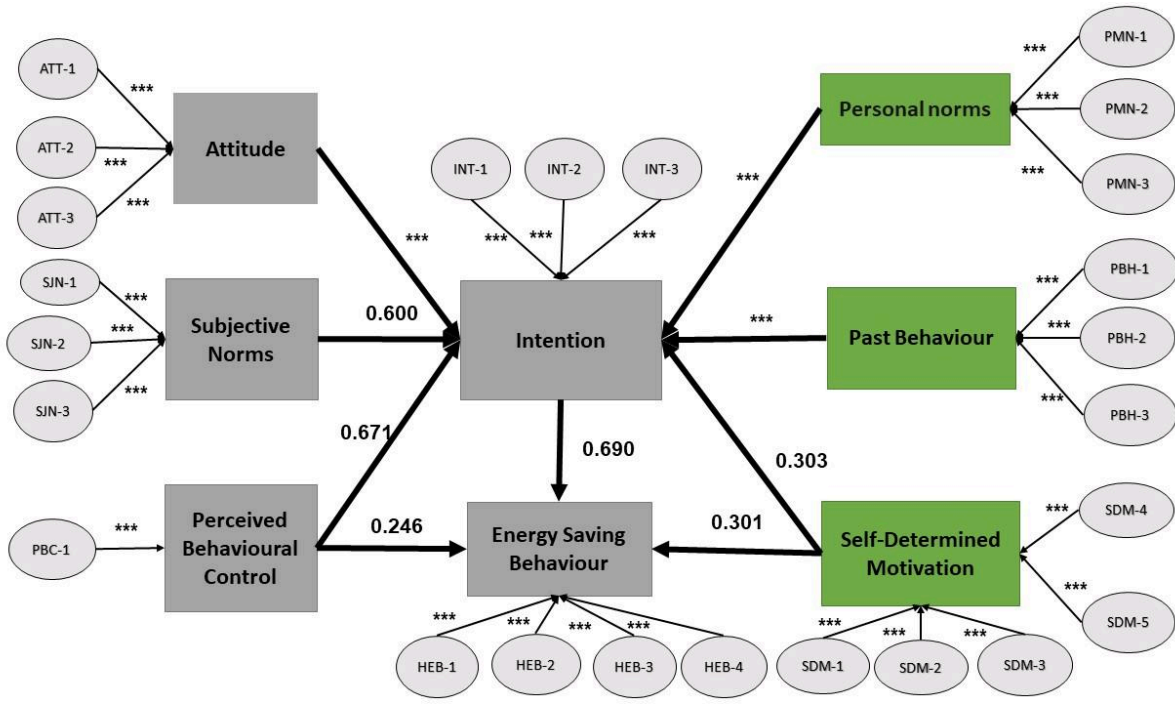 ATT-1
***
ATT-2
***
ATT-3
***
Attitude
***
SJN-1
***
SJN-2
***
SJN-3
***
Subjective
Norms
0.600
PBC-1
***
Perceived
Behavioural
Control
0.671
0.246
INT-1
INT-2
INT-3
***
***
***
Intention
0.690
Energy Saving
Behaviour
***
***
***
***
HEB-1
HEB-2
HEB-3
HEB-4
Personal norms
***
PMN-1
***
PMN-2
***
PMN-3
***
Past Behaviour
***
PBH-1
***
PBH-2
***
PBH-3
***
0.303
0.301
Self-Determined
Motivation
SDM-4
***
SDM-5
***
***
***
***
SDM-1
SDM-2
SDM-3